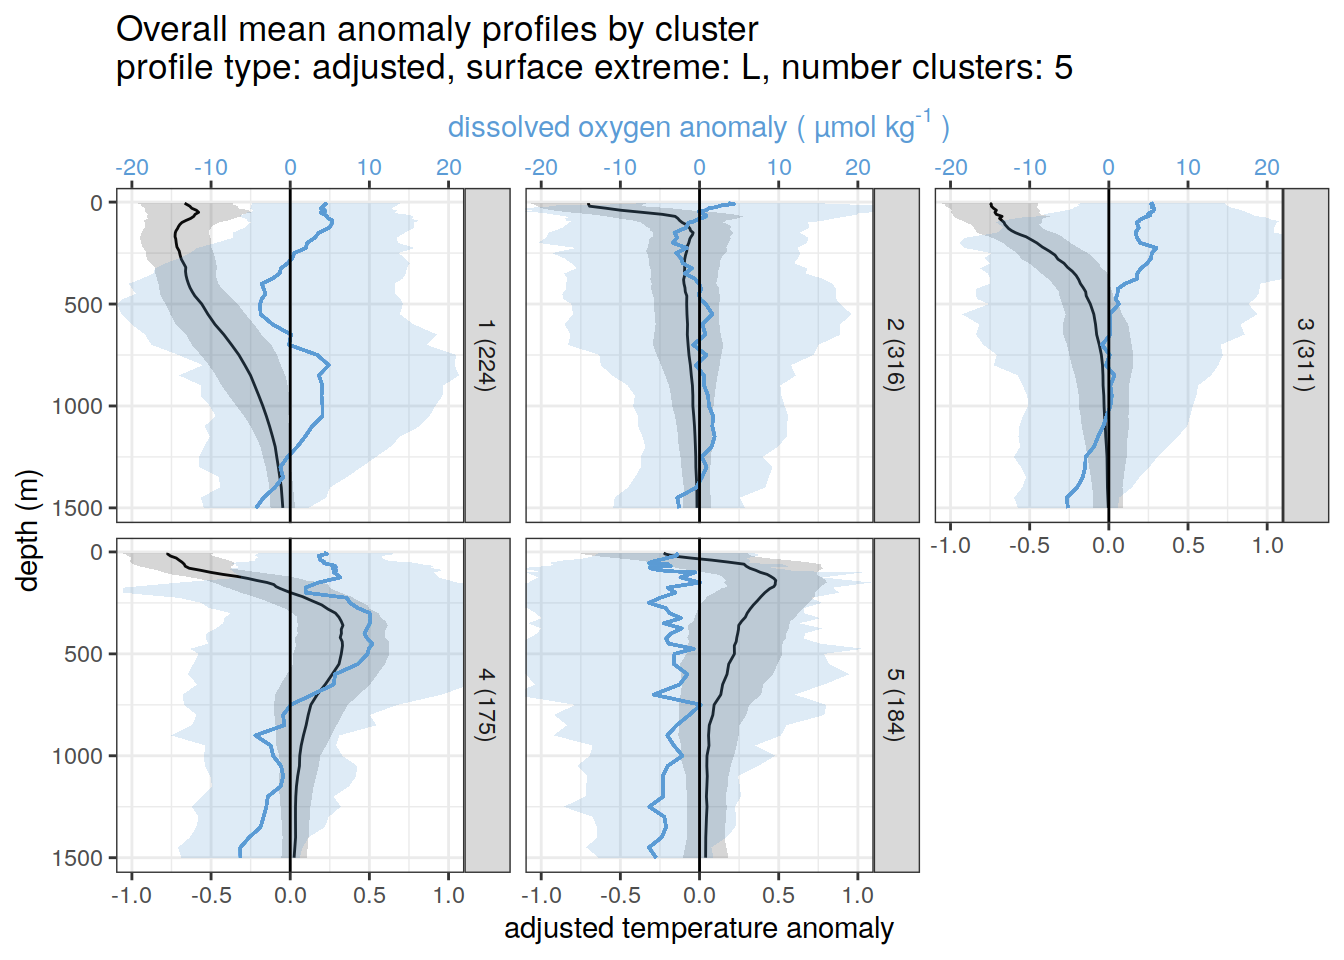 Overall mean anomaly profiles by cluster
profile type: adjusted, surface extreme: L, number clusters: 5
dissolved oxygen anomaly ( µmol kg-1 )
-20 -10 0 10 20 -20 -10 0 10 20 -20 -10 0 10 20
0
500
1000
1500
1 (224)
2 (316)
3 (311)
-1.0 -0.5 0.0 0.5 1.0
depth (m)
0
500
1000
1500
4 (175)
5 (184)
-1.0 -0.5 0.0 0.5 1.0 -1.0 -0.5 0.0 0.5 1.0
adjusted temperature anomaly